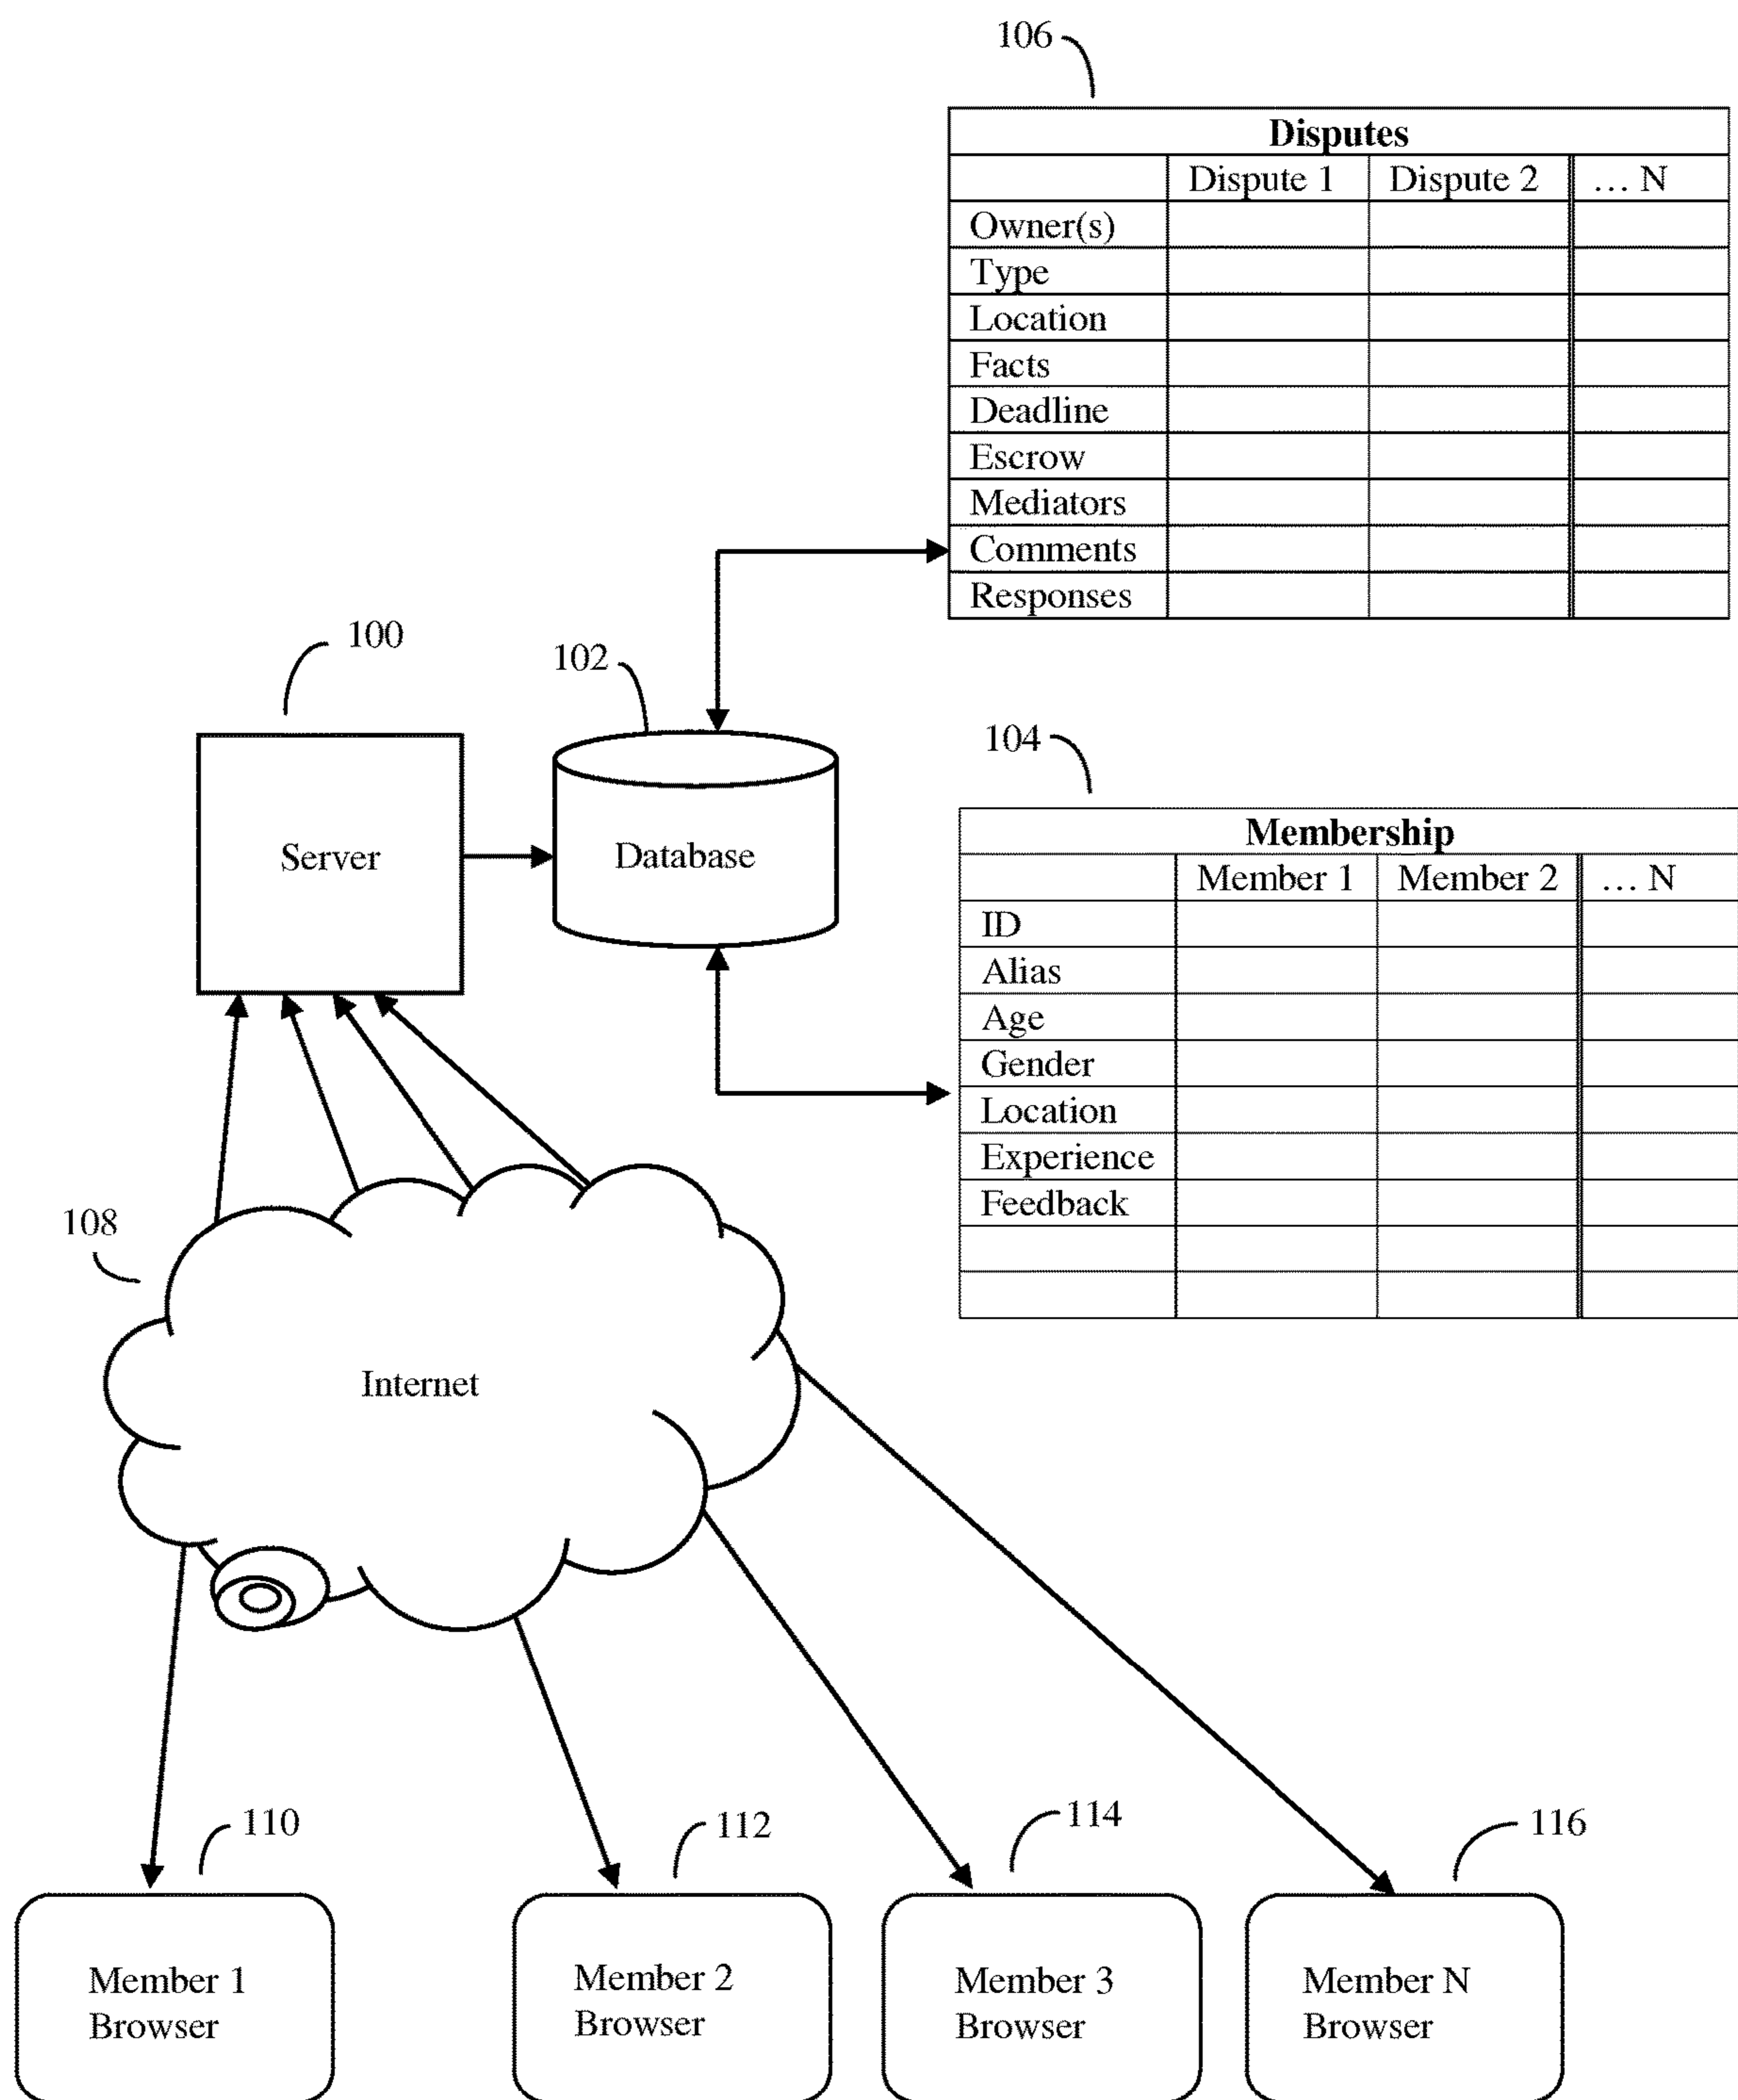 106
Disputes
Dispute 1 Dispute 2 ... N
Owner(s)
Type
Location
Facts
Deadline
Escrow
Mediators
Comments
Responses
100
102
Server
Database
104
Membership
Member 1 Member 2 ... N
ID
Alias
Age
Gender
Location
Experience
Feedback
108
Internet
110
112
114
116
Member 1
Browser
Member 2
Browser
Member 3
Browser
Member N
Browser